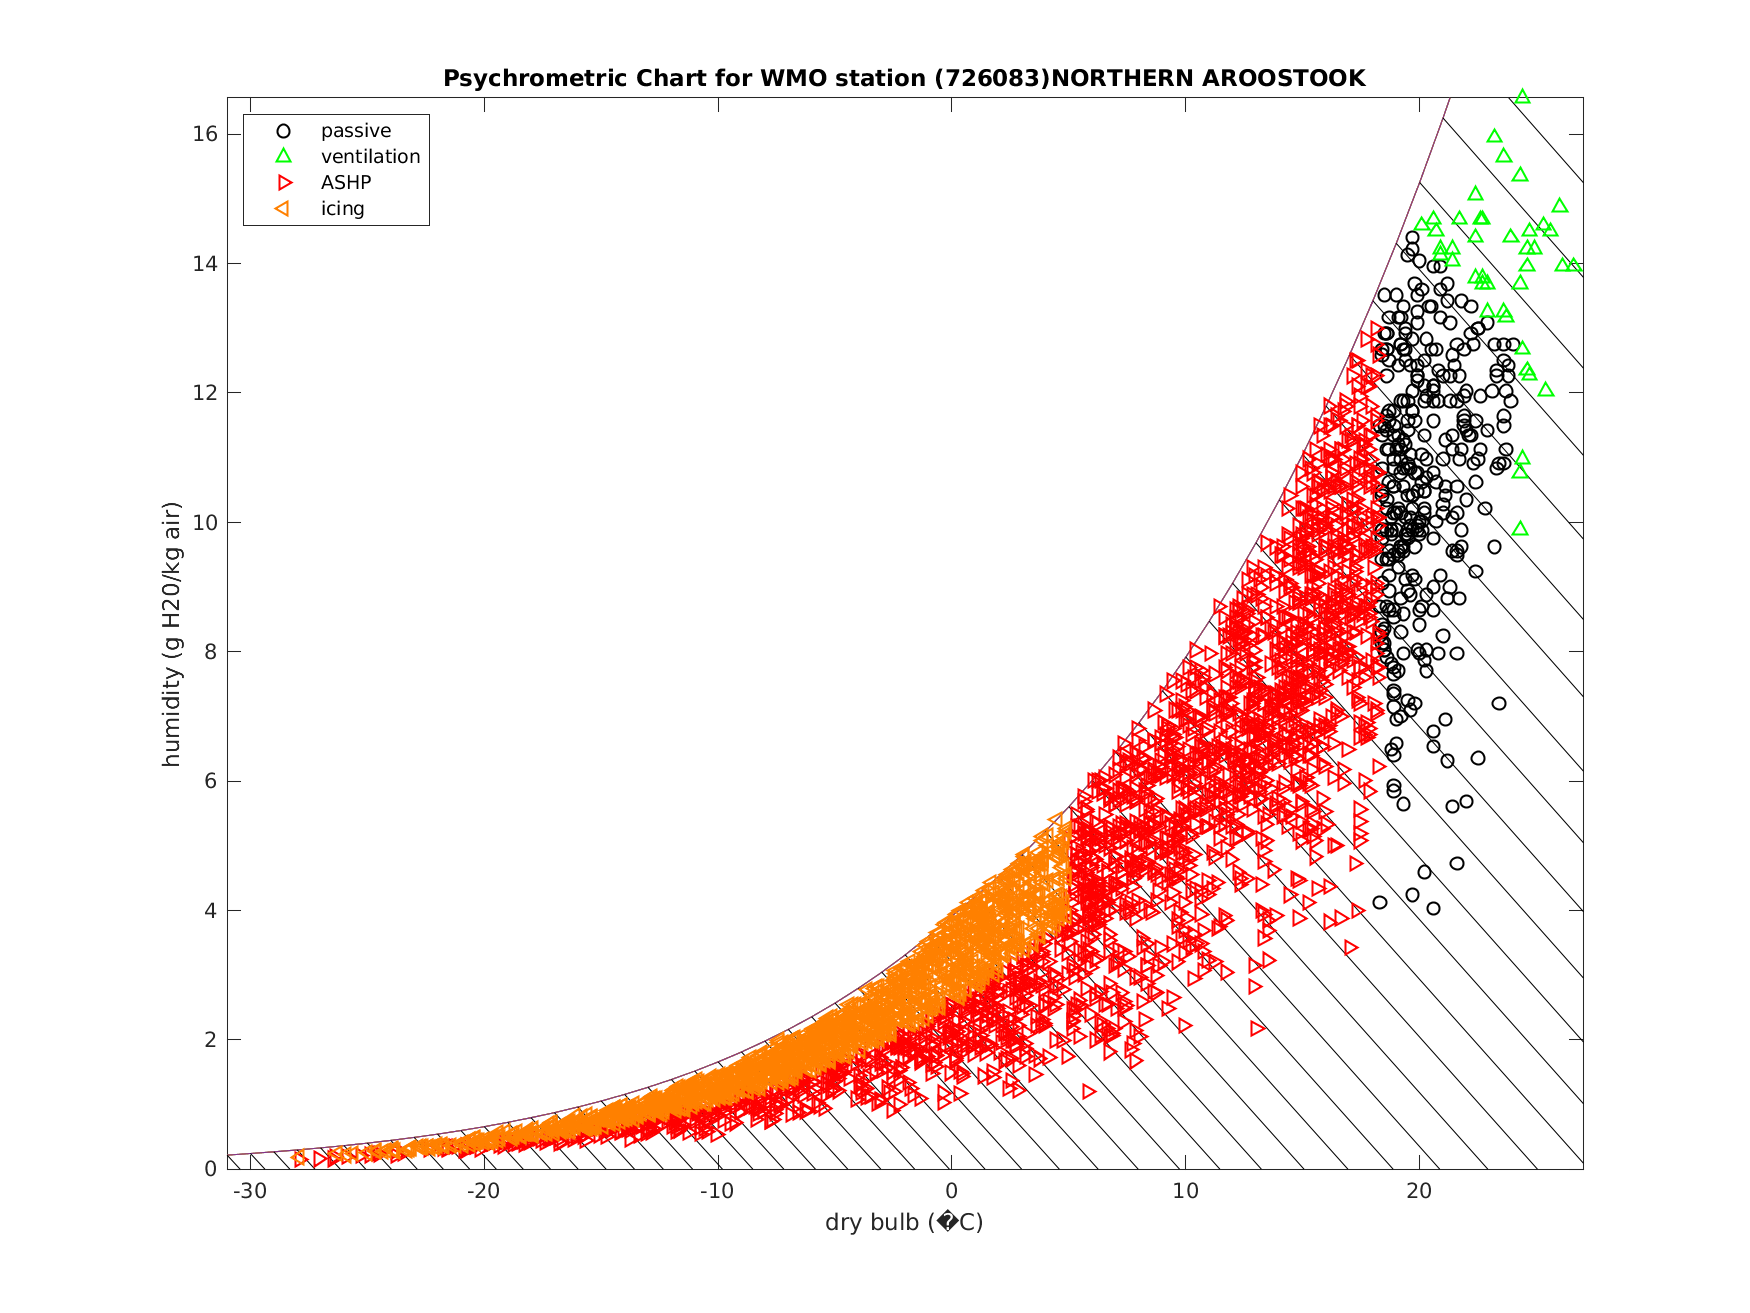 Psychrometric Chart for WMO station (726083)NORTHERN AROOSTOOK
passive
ventilation
ASHP
icing
humidity (g H20/kg air)
16
14
12
10
8
6
4
2
0
-30 -20 -10 0 10 20
dry bulb (�C)